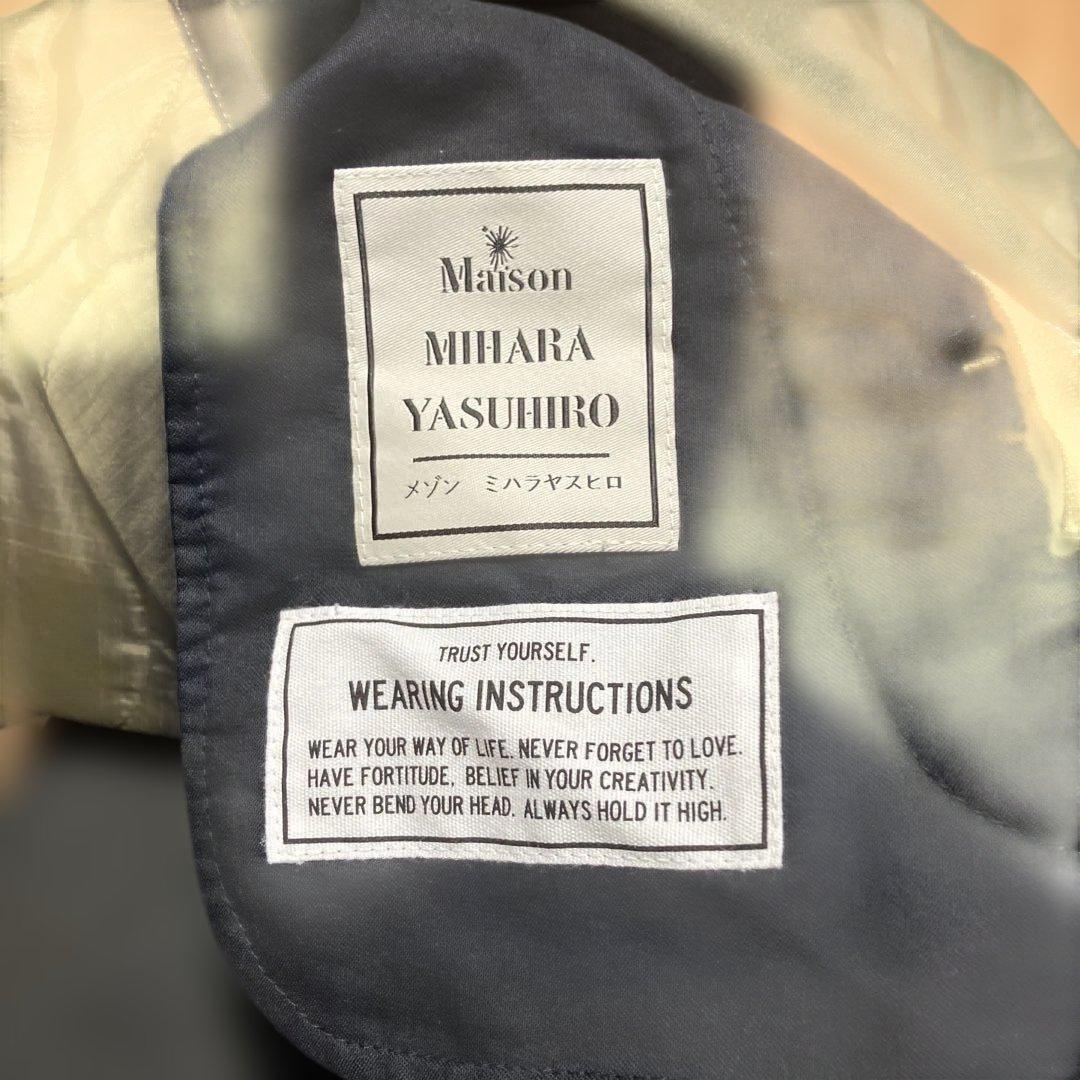 Maison
MIHARA
YASUHIRO
メゾン ミハラヤスヒロ
TRUST YOURSELF.
WEARING INSTRUCTIONS
WEAR YOUR WAY OF LIFE. NEVER FORGET TO LOVE.
HAVE FORTITUDE. BELIEF IN YOUR CREATIVITY.
NEVER BEND YOUR HEAD. ALWAYS HOLD IT HIGH.